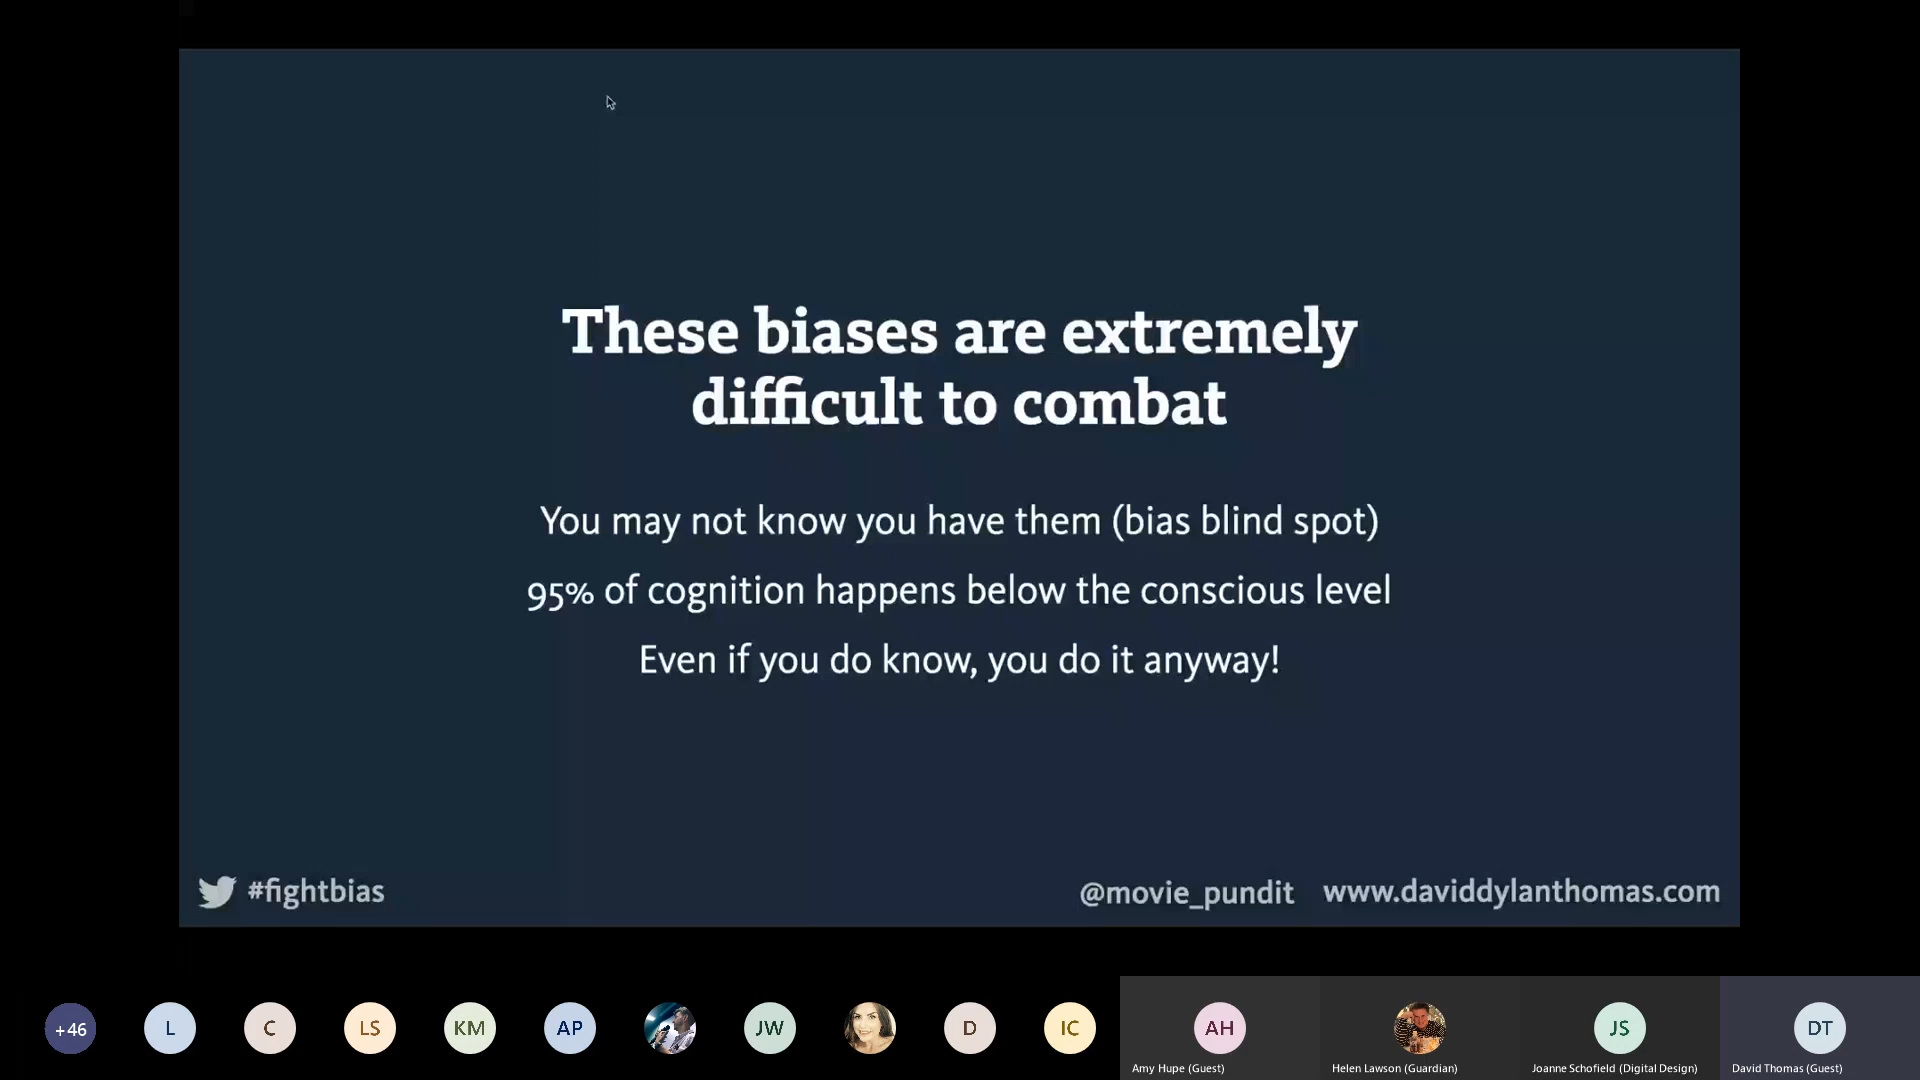 These biases are extremely
difficult to combat
You may not know you have them (bias blind spot)
95% of cognition happens below the conscious level
Even if you do know, you do it anyway!
#fightbias
@movie_pundit www.daviddylanthomas.com
+46 L C LS KM AP JW D IC AH JS DT
Amy Hupe (Guest) Helen Lawson (Guardian) Joanne Schofield (Digital Design) David Thomas (Guest)